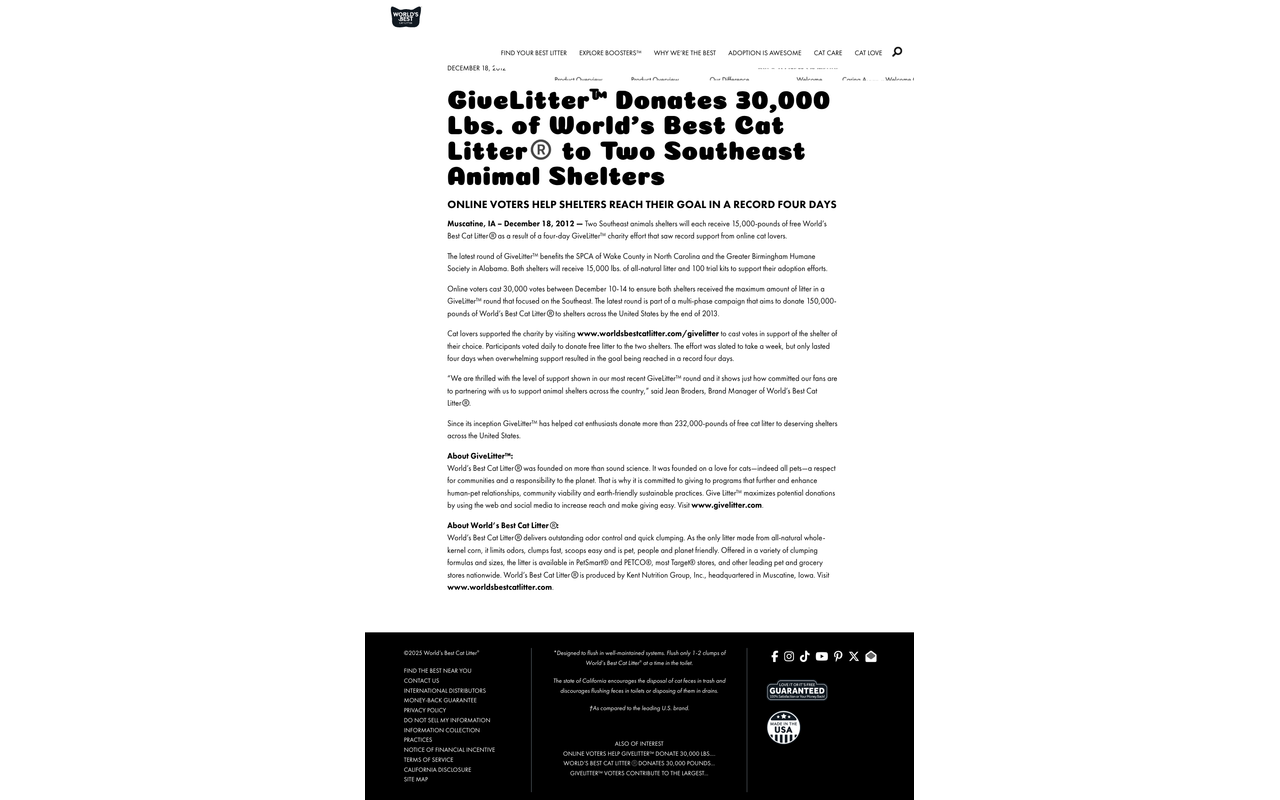 WORLD'S
BEST
CAT LITTER
FIND YOUR BEST LITTER EXPLORE BOOSTERS™ WHY WE'RE THE BEST ADOPTION IS AWESOME CAT CARE CAT LOVE
DECEMBER 18, 2012
Product Overview Product Overview Our Difference Welcome
GiveLitter™ Donates 30,000
Lbs. of World's Best Cat
Litter® to Two Southeast
Animal Shelters
ONLINE VOTERS HELP SHELTERS REACH THEIR GOAL IN A RECORD FOUR DAYS
Muscatine, IA – December 18, 2012 — Two Southeast animals shelters will each receive 15,000-pounds of free World's
Best Cat Litter® as a result of a four-day GiveLitter™ charity effort that saw record support from online cat lovers.
The latest round of GiveLitter™ benefits the SPCA of Wake County in North Carolina and the Greater Birmingham Humane
Society in Alabama. Both shelters will receive 15,000 lbs. of all-natural litter and 100 trial kits to support their adoption efforts.
Online voters cast 30,000 votes between December 10-14 to ensure both shelters received the maximum amount of litter in a
GiveLitter™ round that focused on the Southeast. The latest round is part of a multi-phase campaign that aims to donate 150,000-
pounds of World's Best Cat Litter® to shelters across the United States by the end of 2013.
Cat lovers supported the charity by visiting www.worldsbestcatlitter.com/givelitter to cast votes in support of the shelter of
their choice. Participants voted daily to donate free litter to the two shelters. The effort was slated to take a week, but only lasted
four days when overwhelming support resulted in the goal being reached in a record four days.
"We are thrilled with the level of support shown in our most recent GiveLitter™ round and it shows just how committed our fans are
to partnering with us to support animal shelters across the country," said Jean Broders, Brand Manager of World's Best Cat
Litter®.
Since its inception GiveLitter™ has helped cat enthusiasts donate more than 232,000-pounds of free cat litter to deserving shelters
across the United States.
About GiveLitter™:
World's Best Cat Litter® was founded on more than sound science. It was founded on a love for cats—indeed all pets—a respect
for communities and a responsibility to the planet. That is why it is committed to giving to programs that further and enhance
human-pet relationships, community viability and earth-friendly sustainable practices. Give Litter™ maximizes potential donations
by using the web and social media to increase reach and make giving easy. Visit www.givelitter.com.
About World's Best Cat Litter®:
World's Best Cat Litter® delivers outstanding odor control and quick clumping. As the only litter made from all-natural whole-
kernel corn, it limits odors, clumps fast, scoops easy and is pet, people and planet friendly. Offered in a variety of clumping
formulas and sizes, the litter is available in PetSmart® and PETCO®, most Target® stores, and other leading pet and grocery
stores nationwide. World's Best Cat Litter® is produced by Kent Nutrition Group, Inc., headquartered in Muscatine, Iowa. Visit
www.worldsbestcatlitter.com.
©2025 World's Best Cat Litter®
FIND THE BEST NEAR YOU
CONTACT US
INTERNATIONAL DISTRIBUTORS
MONEY-BACK GUARANTEE
PRIVACY POLICY
DO NOT SELL MY INFORMATION
INFORMATION COLLECTION
PRACTICES
NOTICE OF FINANCIAL INCENTIVE
TERMS OF SERVICE
CALIFORNIA DISCLOSURE
SITE MAP
*Designed to flush in well-maintained systems. Flush only 1-2 clumps of
World's Best Cat Litter® at a time in the toilet.
The state of California encourages the disposal of cat feces in trash and
discourages flushing feces in toilets or disposing of them in drains.
†As compared to the leading U.S. brand.
ALSO OF INTEREST
ONLINE VOTERS HELP GIVELITTER™ DONATE 30,000 LBS....
WORLD'S BEST CAT LITTER® DONATES 30,000 POUNDS...
GIVELITTER™ VOTERS CONTRIBUTE TO THE LARGEST...
LOVE IT OR IT'S FREE
GUARANTEED
100% Satisfaction or Your Money Back!
MADE IN THE
USA